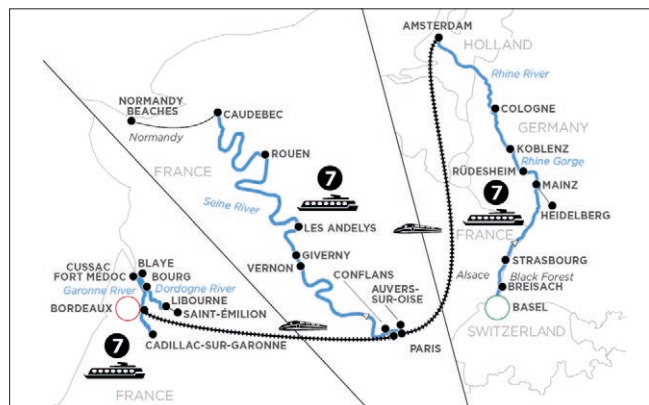 AMSTERDAM
HOLLAND
Rhine River
COLOGNE
GERMANY
KOBLENZ
Rhine Gorge
RÜDESHEIM
MAINZ
7
HEIDELBERG
FRANCE
STRASBOURG
Alsace
Black Forest
BREISACH
BASEL
SWITZERLAND
NORMANDY
BEACHES
CAUDEBEC
Normandy
ROUEN
FRANCE
7
Seine River
LES ANDELYS
GIVERNY
VERNON
CONFLANS
AUVERS-
SUR-OISE
PARIS
CUSSAC
FORT MÉDOC
BLAYE
BOURG
Garonne River
Dordogne River
LIBOURNE
BORDEAUX
SAINT-ÉMILION
7
CADILLAC-SUR-GARONNE
FRANCE